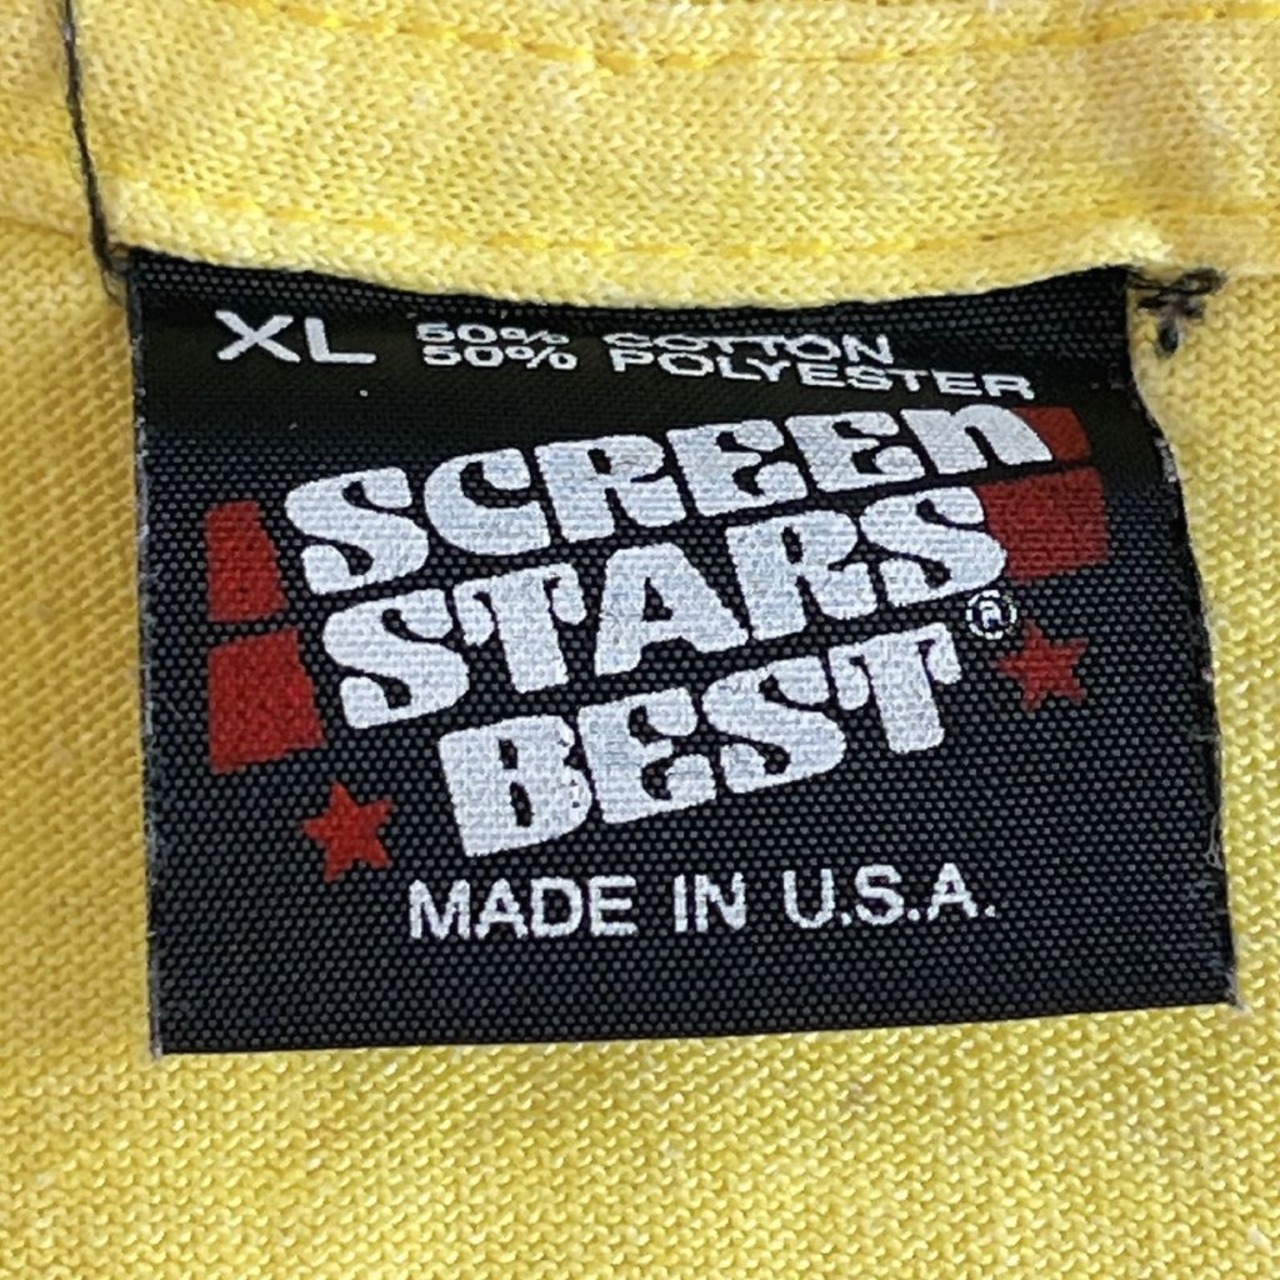 XL 50% COTTON
50% POLYESTER
SCREEn
STARS
BEST®
MADE IN U.S.A.